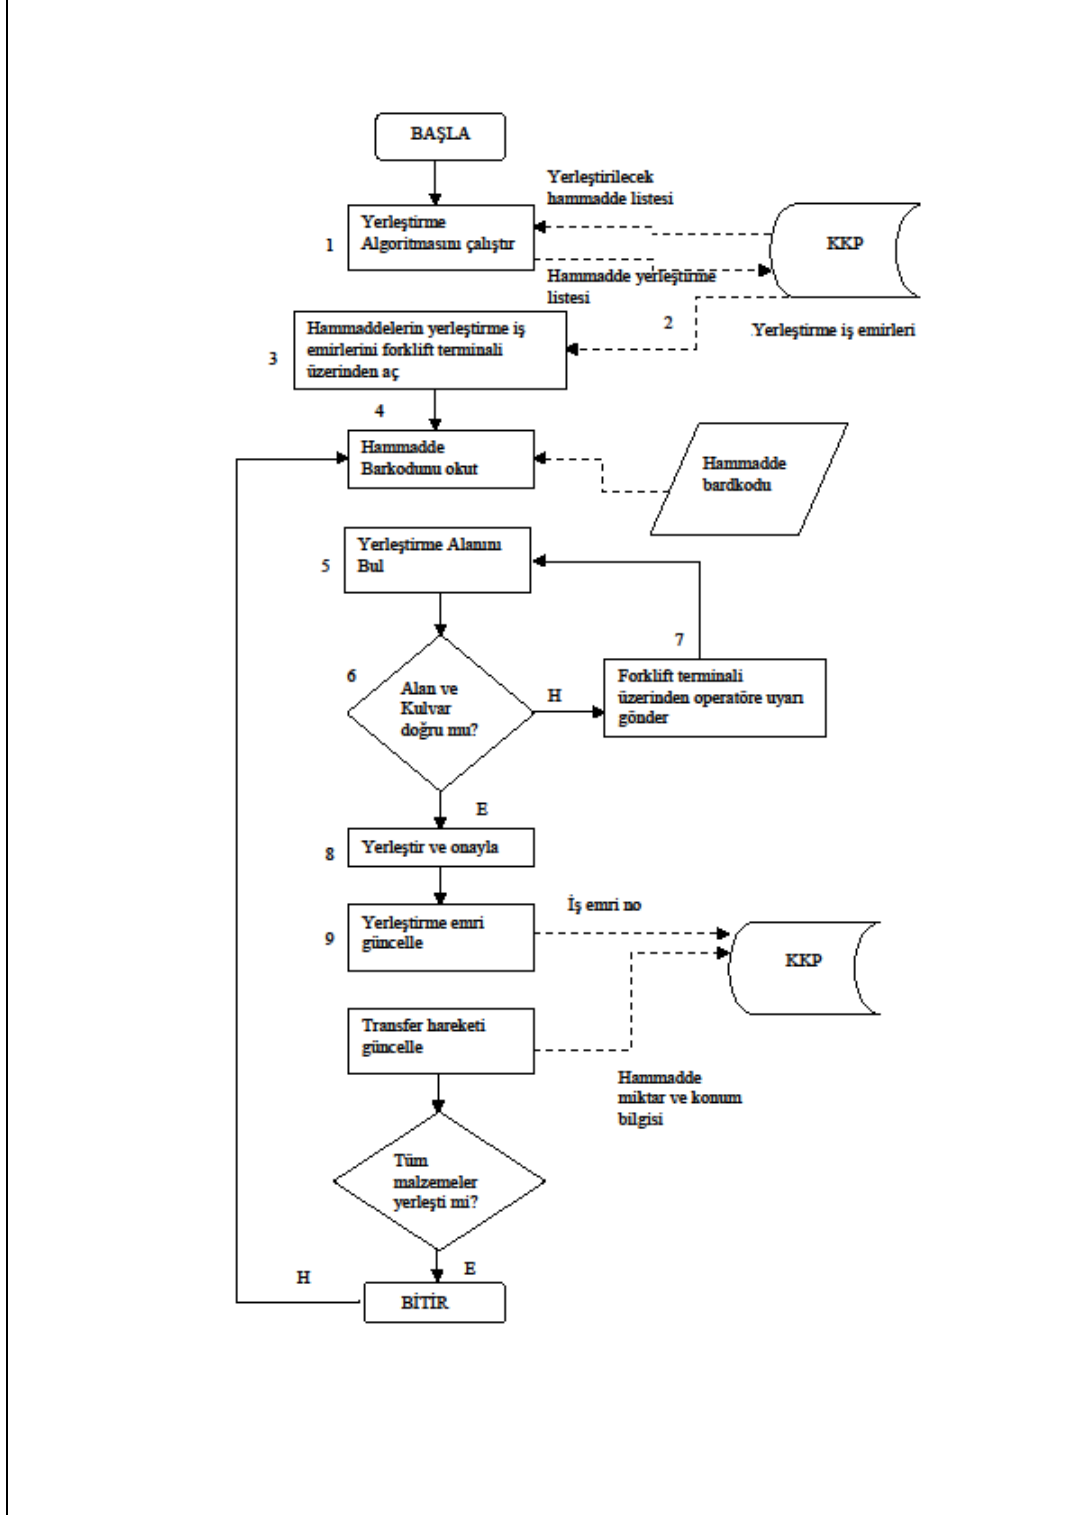 BAŞLA
Yerleştirilecek
hammadde listesi
1
Yerleştirme
Algoritmasını çalıştır
KKP
Hammadde yerleştirme
listesi
2
Yerleştirme iş emirleri
3
Hammaddelerin yerleştirme iş
emirlerini forklift terminali
üzerinden aç
4
Hammadde
Barkodunu okut
Hammadde
bardkodu
5
Yerleştirme Alanını
Bul
6
Alan ve
Kulvar
doğru mu?
H
7
Forklift terminali
üzerinden operatöre uyarı
gönder
E
8
Yerleştir ve onayla
9
Yerleştirme emri
güncelle
İş emri no
KKP
Transfer hareketi
güncelle
Hammadde
miktar ve konum
bilgisi
Tüm
malzemeler
yerleşti mi?
H
E
BİTİR